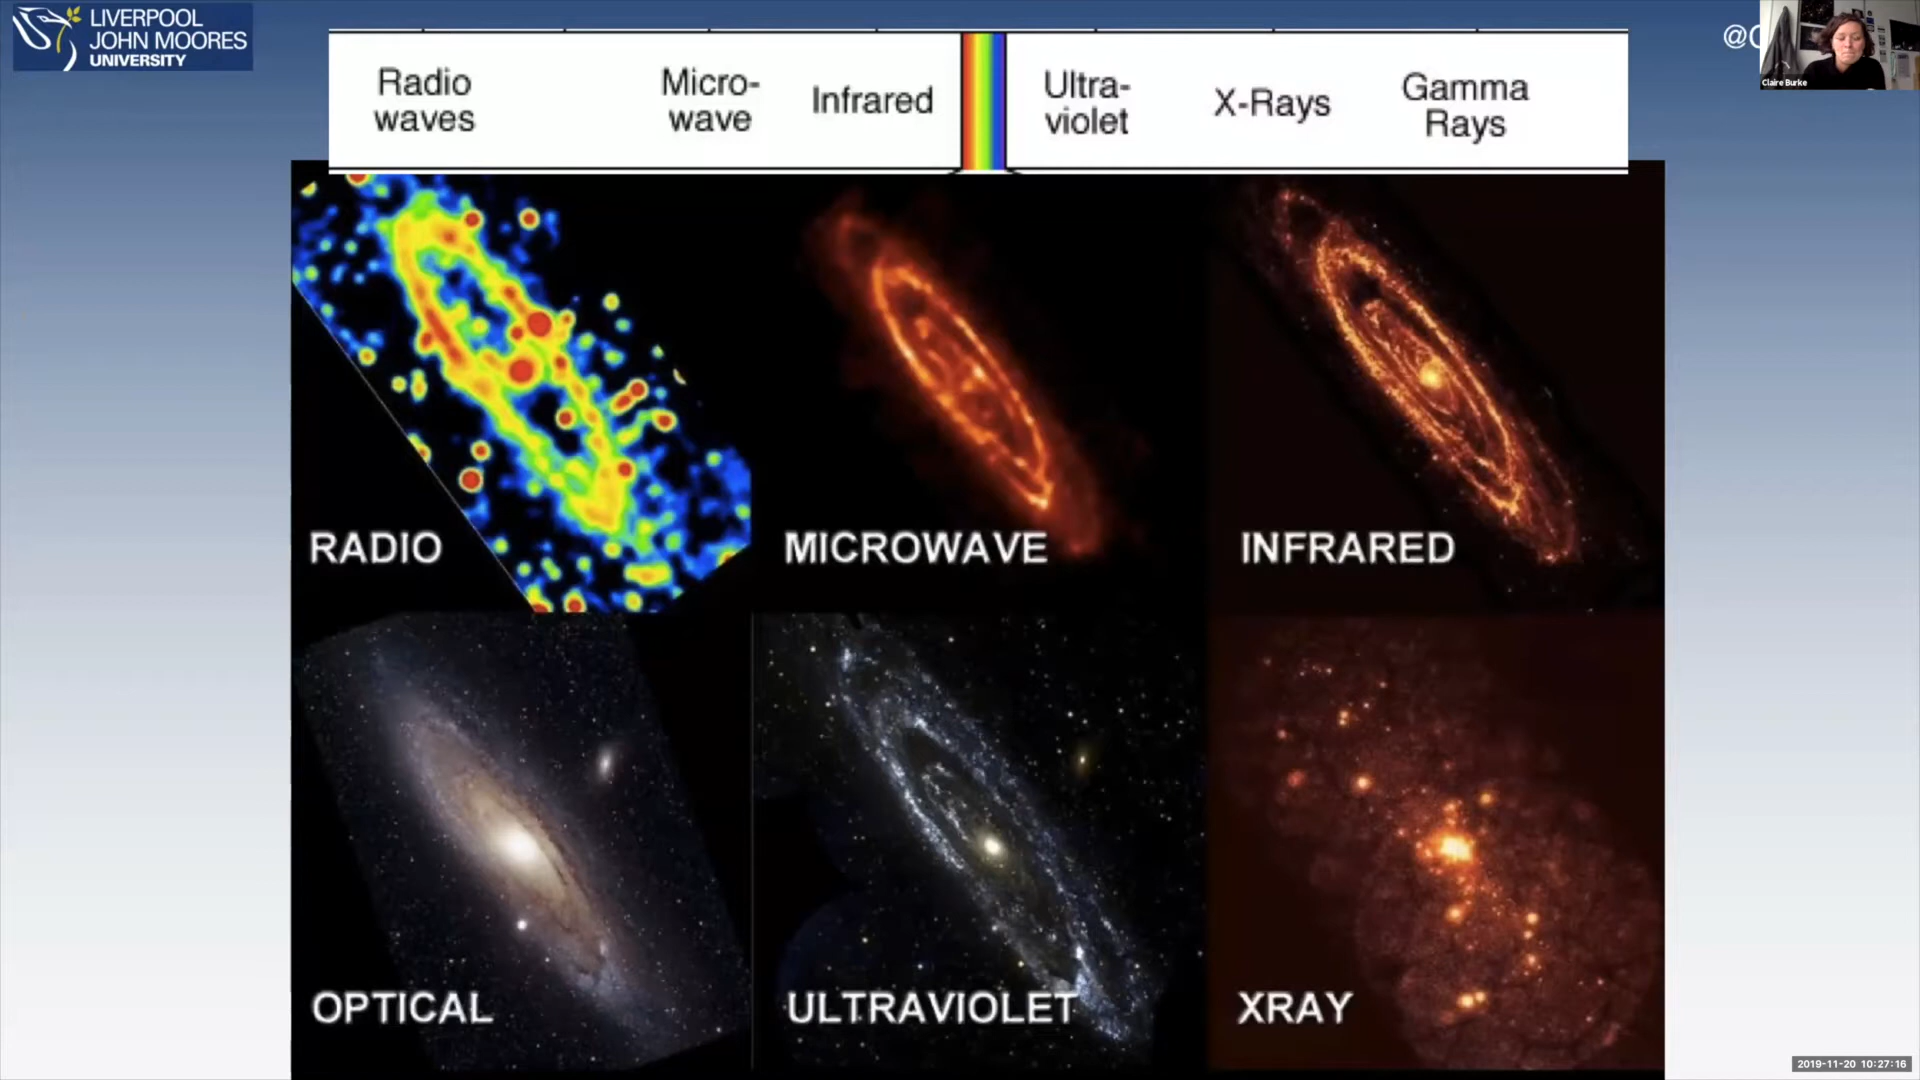 LIVERPOOL
JOHN MOORES
UNIVERSITY
Radio
waves
Micro-
wave
Infrared
Ultra-
violet
X-Rays
Gamma
Rays
@C
Claire Burke
RADIO
MICROWAVE
INFRARED
OPTICAL
ULTRAVIOLET
XRAY
2019-11-20 10:27:16